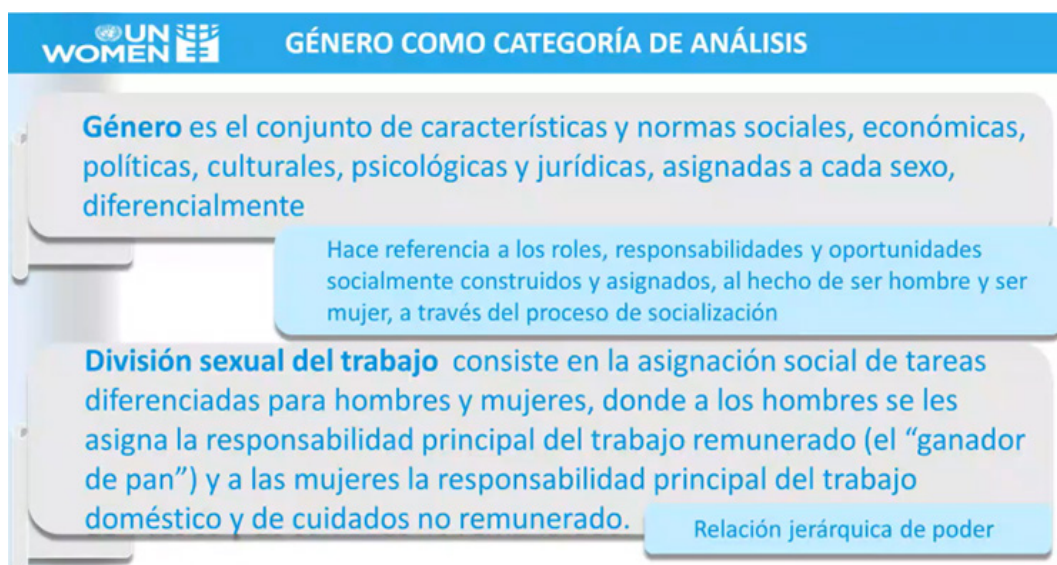 UN
WOMEN
GÉNERO COMO CATEGORÍA DE ANÁLISIS
Género es el conjunto de características y normas sociales, económicas,
políticas, culturales, psicológicas y jurídicas, asignadas a cada sexo,
diferencialmente
Hace referencia a los roles, responsabilidades y oportunidades
socialmente construidos y asignados, al hecho de ser hombre y ser
mujer, a través del proceso de socialización
División sexual del trabajo consiste en la asignación social de tareas
diferenciadas para hombres y mujeres, donde a los hombres se les
asigna la responsabilidad principal del trabajo remunerado (el “ganador
de pan”) y a las mujeres la responsabilidad principal del trabajo
doméstico y de cuidados no remunerado.
Relación jerárquica de poder